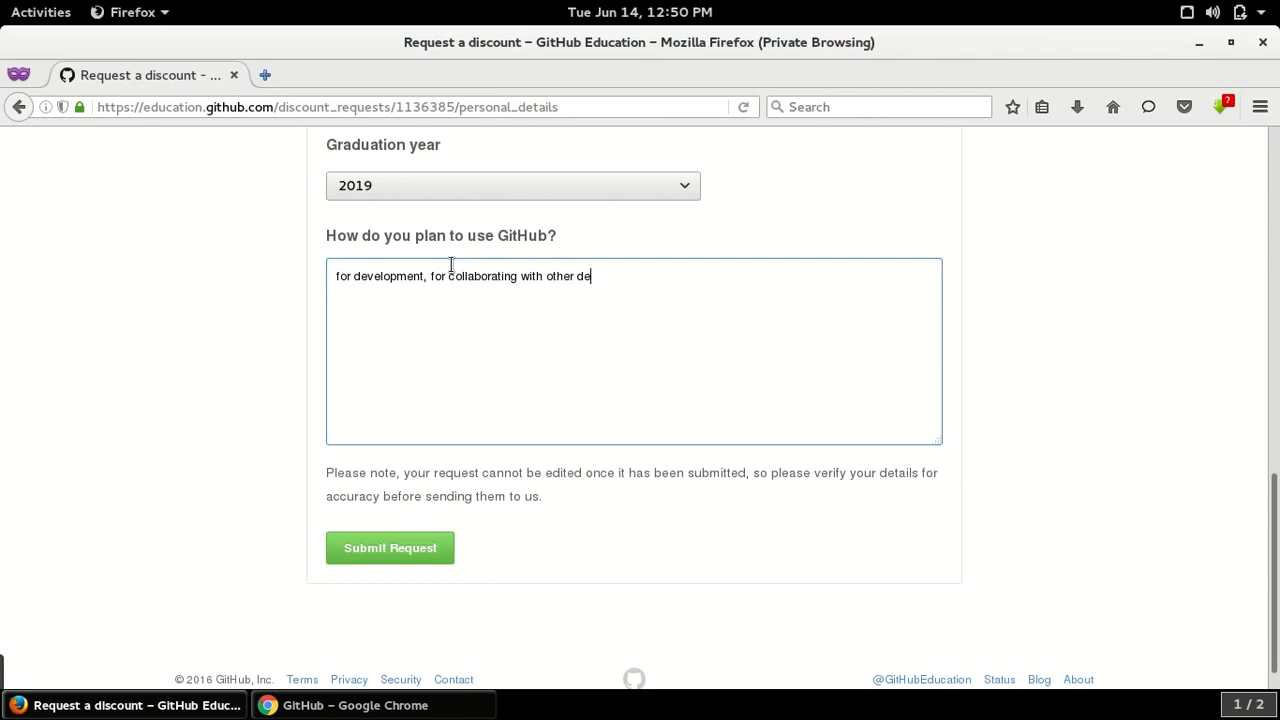 Activities Firefox Tue Jun 14, 12:50 PM
Request a discount – GitHub Education – Mozilla Firefox (Private Browsing)
Request a discount - ...
https://education.github.com/discount_requests/1136385/personal_details Search ?
Graduation year
2019
How do you plan to use GitHub?
for development, for collaborating with other de
Please note, your request cannot be edited once it has been submitted, so please verify your details for
accuracy before sending them to us.
Submit Request
© 2016 GitHub, Inc. Terms Privacy Security Contact @GitHubEducation Status Blog About
Request a discount – GitHub Educ... GitHub – Google Chrome 1 / 2